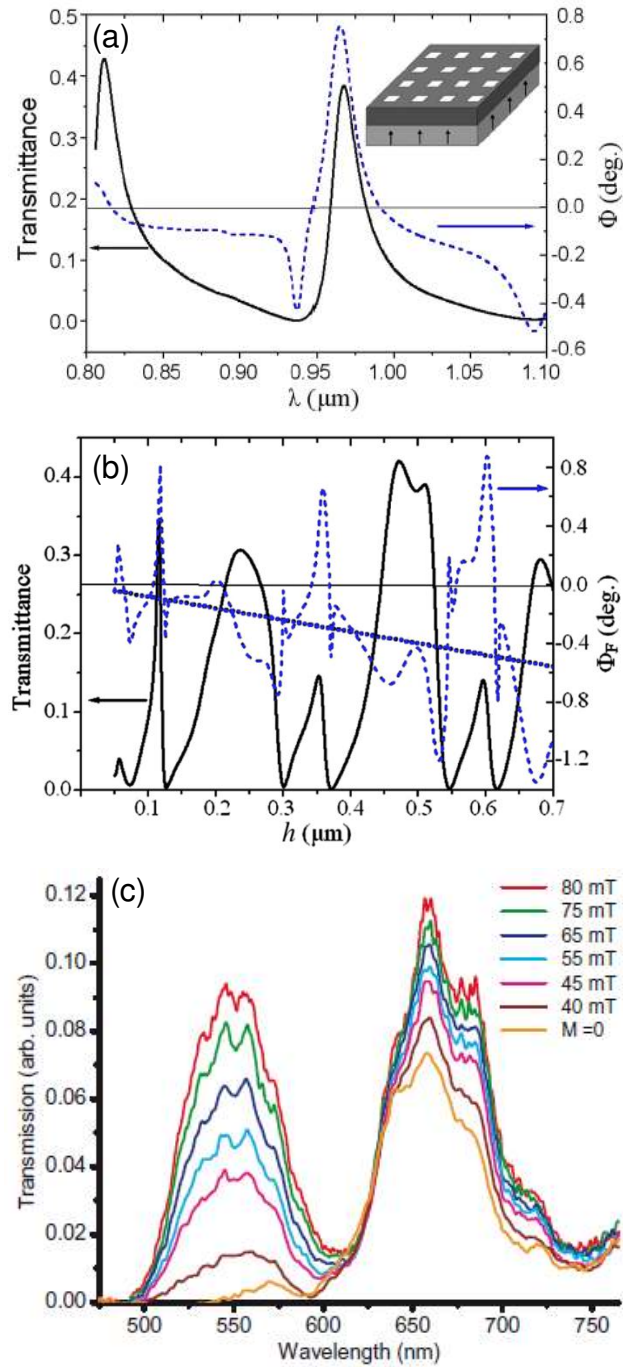 (a)
0.5
0.4
0.3
0.2
0.1
0.0
Transmittance
0.8
0.6
0.4
0.2
0.0
-0.2
-0.4
-0.6
Φ (deg.)
0.80 0.85 0.90 0.95 1.00 1.05 1.10
λ (μm)
(b)
0.4
0.3
0.2
0.1
0.0
Transmittance
0.8
0.4
0.0
-0.4
-0.8
-1.2
Φ_F (deg.)
0.1 0.2 0.3 0.4 0.5 0.6 0.7
h (μm)
(c)
0.12
0.10
0.08
0.06
0.04
0.02
0.00
Transmission (arb. units)
80 mT
75 mT
65 mT
55 mT
45 mT
40 mT
M =0
500 550 600 650 700 750
Wavelength (nm)